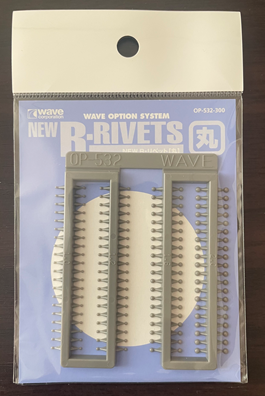 wave
WAVE OPTION SYSTEM
OP-532-300
NEW R-RIVETS
丸
OP-532
WAVE